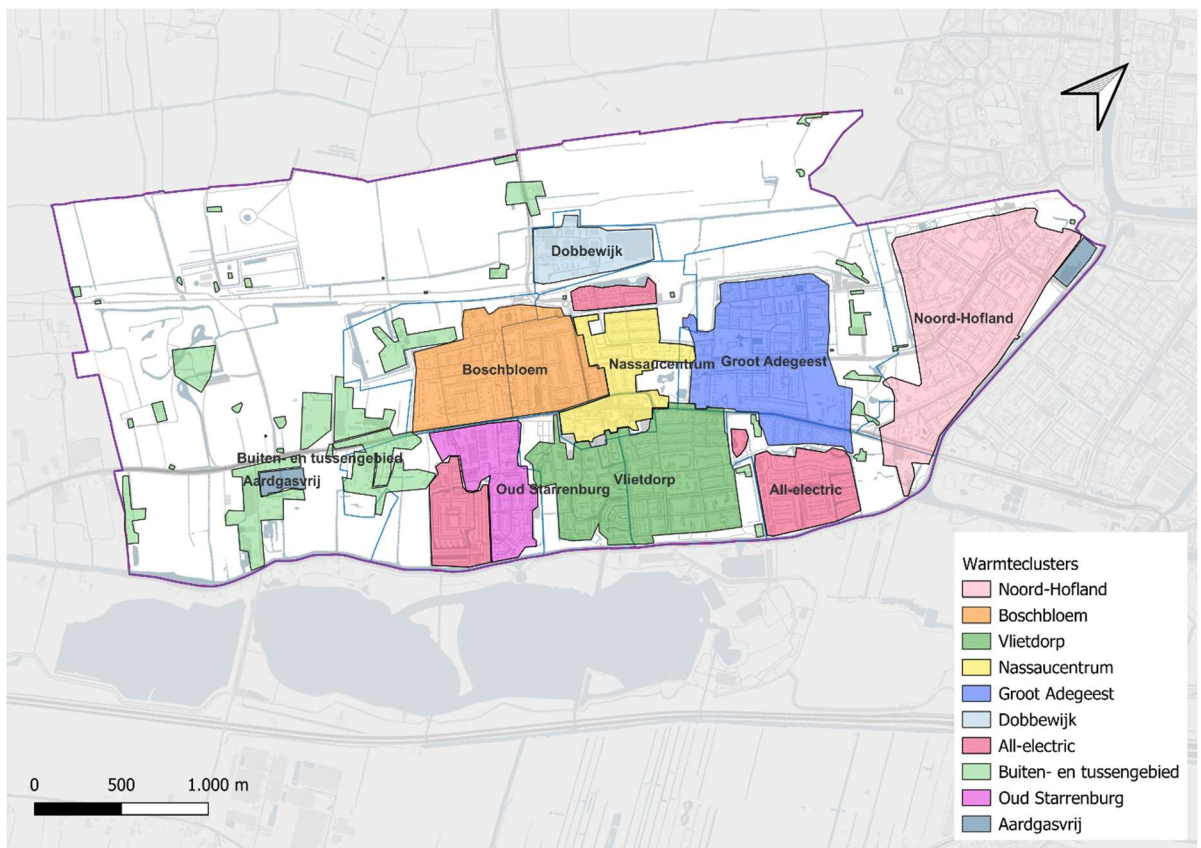 Dobbewijk
Noord-Hofland
Nassaucentrum
Groot Adegeest
Boschbloem
Buiten- en tussengebied
Aardgasvrij
Oud Starrenburg
Vlietdorp
All-electric
Warmteclusters
Noord-Hofland
Boschbloem
Vlietdorp
Nassaucentrum
Groot Adegeest
Dobbewijk
All-electric
Buiten- en tussengebied
Oud Starrenburg
Aardgasvrij
0 500 1.000 m